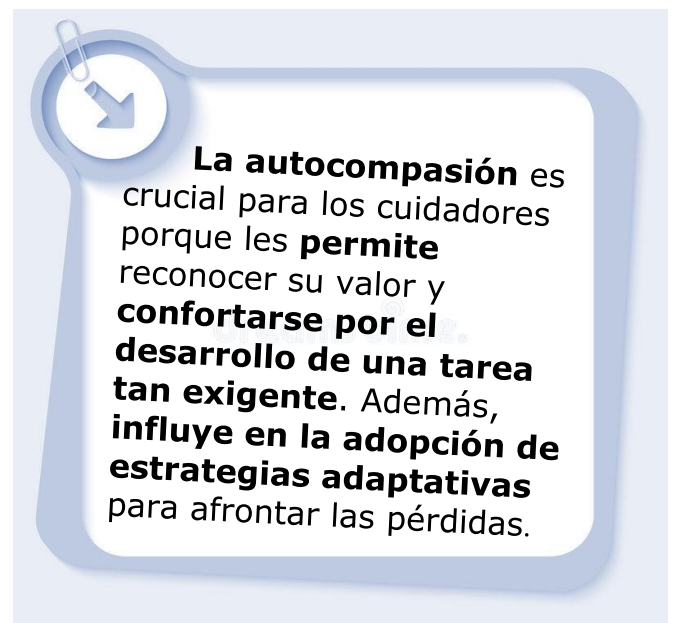 La autocompasión es
crucial para los cuidadores
porque les permite
reconocer su valor y
confortarse por el
desarrollo de una tarea
tan exigente. Además,
influye en la adopción de
estrategias adaptativas
para afrontar las pérdidas.